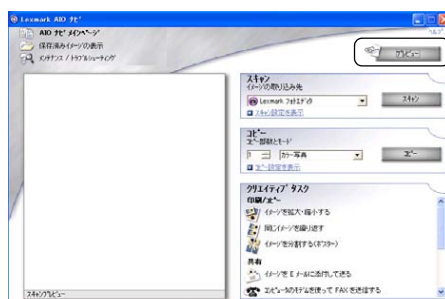 Lexmark AIO ﾅﾋﾞ
ﾍﾙﾌﾟ
AIO ﾅﾋﾞ ﾒｲﾝﾍﾟｰｼﾞ
保存済みｲﾒｰｼﾞの表示
ﾒﾝﾃﾅﾝｽ / ﾄﾗﾌﾞﾙｼｭｰﾃｨﾝｸﾞ
ﾌﾟﾚﾋﾞｭｰ
スキャン
ｲﾒｰｼﾞの取り込み先
Lexmark ﾌｫﾄｴﾃﾞｨﾀ
ｽｷｬﾝ
ｽｷｬﾝ設定を表示
コピー
ｺﾋﾟｰ部数とﾓｰﾄﾞ
1
ｶﾗｰ写真
ｺﾋﾟｰ
ｺﾋﾟｰ設定を表示
クリエイティブ タスク
印刷/ｺﾋﾟｰ
ｲﾒｰｼﾞを拡大・縮小する
同じｲﾒｰｼﾞを繰り返す
ｲﾒｰｼﾞを分割する(ﾎﾟｽﾀｰ)
共有
ｲﾒｰｼﾞを E ﾒｰﾙに添付して送る
ｺﾝﾋﾟｭｰﾀのﾓﾃﾞﾑを使って FAX を送信する
ｽｷｬﾝﾌﾟﾚﾋﾞｭｰ